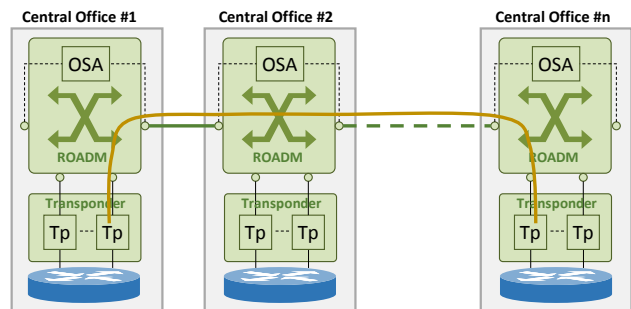 Central Office #1 Central Office #2 Central Office #n
OSA OSA OSA
ROADM ROADM ROADM
Transponder Transponder Transponder
Tp Tp Tp Tp Tp Tp